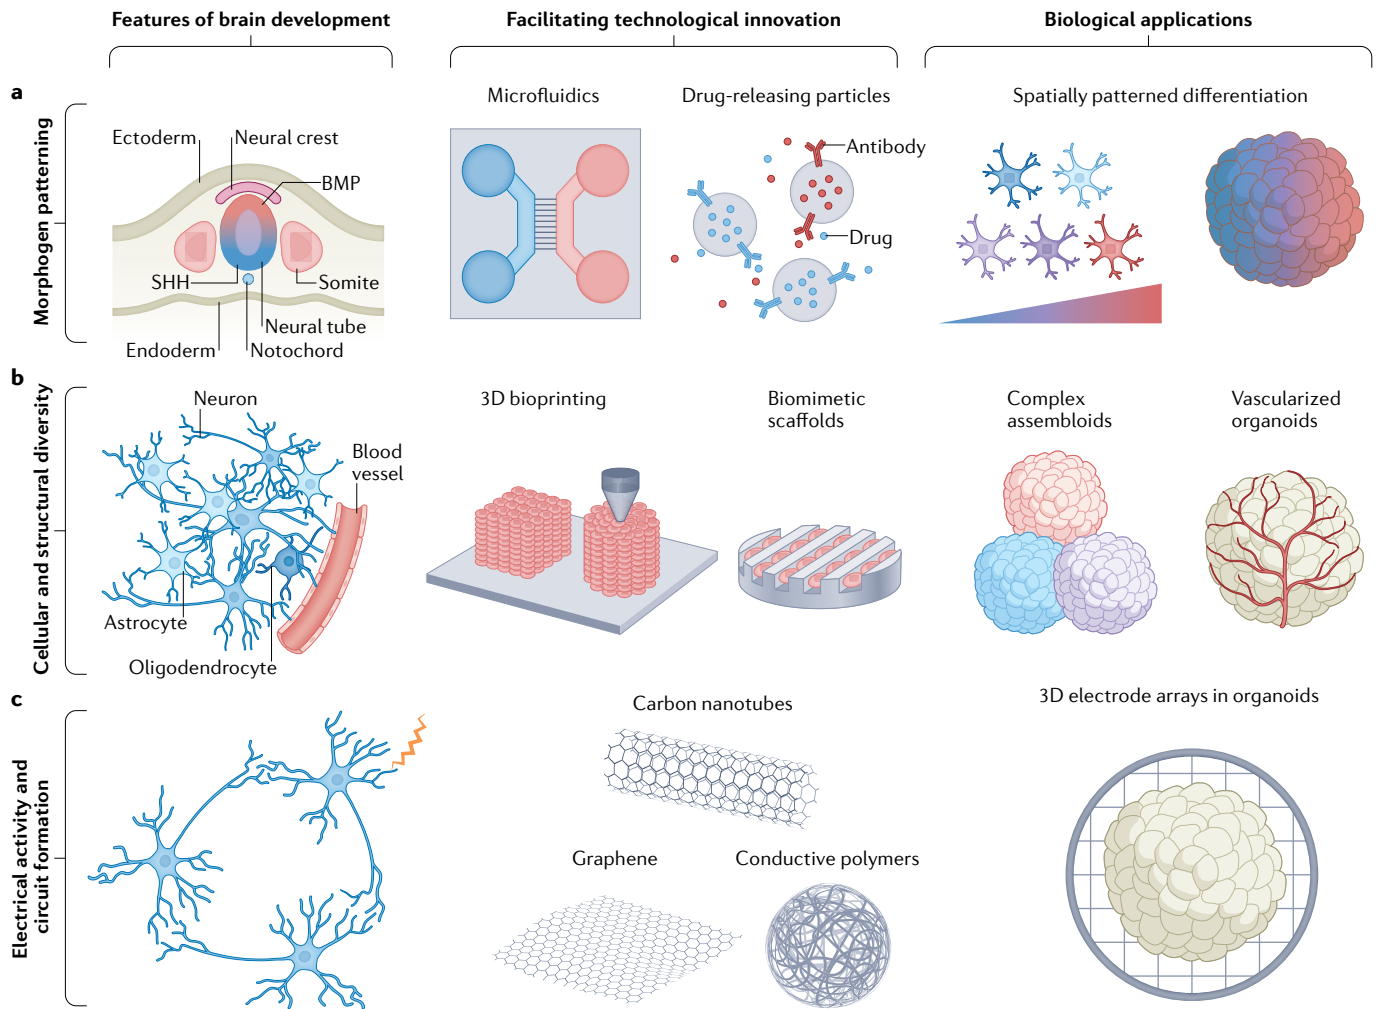 Features of brain development
Facilitating technological innovation
Biological applications
a
Morphogen patterning
Ectoderm
Neural crest
BMP
SHH
Somite
Neural tube
Endoderm
Notochord
Microfluidics
Drug-releasing particles
Antibody
Drug
Spatially patterned differentiation
b
Cellular and structural diversity
Neuron
Blood
vessel
Astrocyte
Oligodendrocyte
3D bioprinting
Biomimetic
scaffolds
Complex
assembloids
Vascularized
organoids
c
Electrical activity and
circuit formation
Carbon nanotubes
Graphene
Conductive polymers
3D electrode arrays in organoids